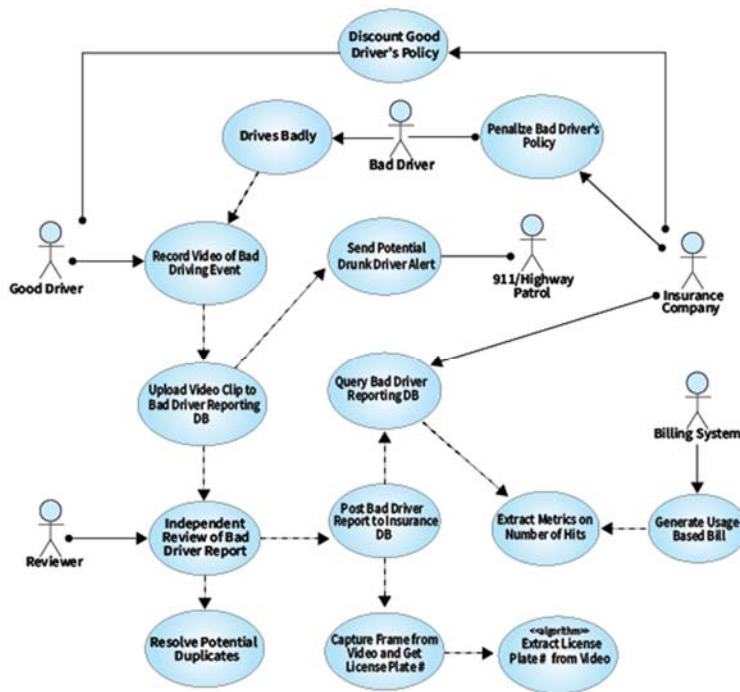 Discount Good
Driver's Policy
Drives Badly
Bad Driver
Penalize Bad Driver's
Policy
Good Driver
Record Video of Bad
Driving Event
Send Potential
Drunk Driver Alert
911/Highway
Patrol
Insurance
Company
Upload Video Clip to
Bad Driver Reporting
DB
Query Bad Driver
Reporting DB
Billing System
Reviewer
Independent
Review of Bad
Driver Report
Post Bad Driver
Report to Insurance
DB
Extract Metrics on
Number of Hits
Generate Usage
Based Bill
Resolve Potential
Duplicates
Capture Frame from
Video and Get
License Plate #
<<algorithm>>
Extract License
Plate # from Video